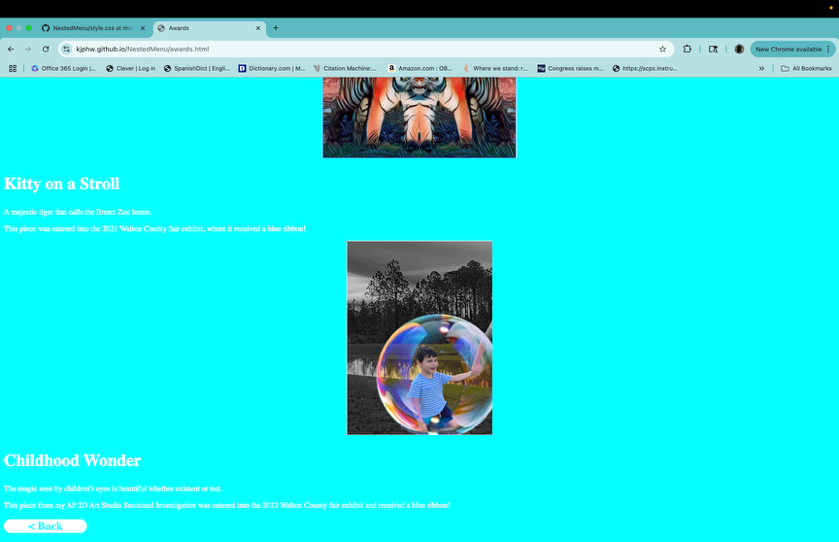 NestedMenu/style.css at mai
Awards
kjphw.github.io/NestedMenu/awards.html
New Chrome available
Office 365 Login |...
Clever | Log in
SpanishDict | Engli...
Dictionary.com | M...
Citation Machine:...
Amazon.com : OB...
Where we stand: r...
Congress raises m...
https://scps.instru...
»
All Bookmarks
Kitty on a Stroll
A majestic tiger that calls the Bronx Zoo home.
This piece was entered into the 2021 Walton County fair exhibit, where it received a blue ribbon!
Childhood Wonder
The magic seen by children's eyes is beautiful whether existent or not.
This piece from my AP 2D Art Studio Sustained Investigation was entered into the 2022 Walton County fair exhibit and received a blue ribbon!
< Back